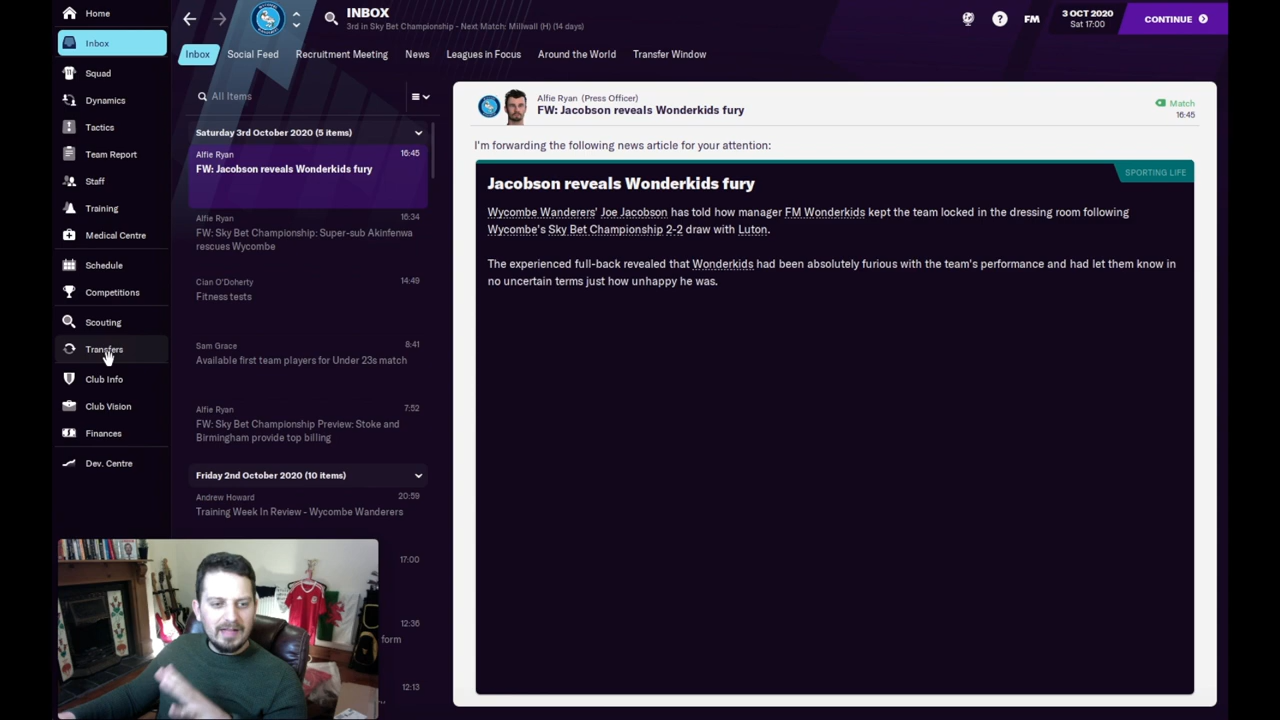 Home
Inbox
Squad
Dynamics
Tactics
Team Report
Staff
Training
Medical Centre
Schedule
Competitions
Scouting
Transfers
Club Info
Club Vision
Finances
Dev. Centre
INBOX
3rd in Sky Bet Championship - Next Match: Millwall (H) (14 days)
?
FM
3 OCT 2020
Sat 17:00
CONTINUE
Inbox
Social Feed
Recruitment Meeting
News
Leagues in Focus
Around the World
Transfer Window
All Items
Saturday 3rd October 2020 (5 items)
Alfie Ryan 16:45
FW: Jacobson reveals Wonderkids fury
Alfie Ryan 16:34
FW: Sky Bet Championship: Super-sub Akinfenwa
rescues Wycombe
Cian O'Doherty 14:49
Fitness tests
Sam Grace 8:41
Available first team players for Under 23s match
Alfie Ryan 7:52
FW: Sky Bet Championship Preview: Stoke and
Birmingham provide top billing
Friday 2nd October 2020 (10 items)
Andrew Howard 20:59
Training Week In Review - Wycombe Wanderers
17:00
12:36
form
12:13
Alfie Ryan (Press Officer)
FW: Jacobson reveals Wonderkids fury
Match
16:45
I'm forwarding the following news article for your attention:
SPORTING LIFE
Jacobson reveals Wonderkids fury
Wycombe Wanderers' Joe Jacobson has told how manager FM Wonderkids kept the team locked in the dressing room following
Wycombe's Sky Bet Championship 2-2 draw with Luton.
The experienced full-back revealed that Wonderkids had been absolutely furious with the team's performance and had let them know in
no uncertain terms just how unhappy he was.